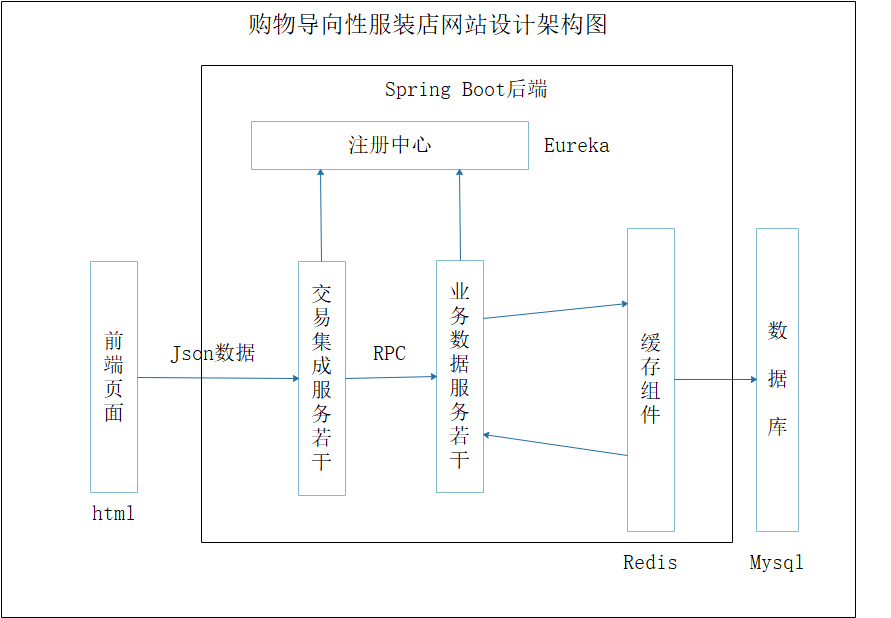 购物导向性服装店网站设计架构图
Spring Boot后端
注册中心
Eureka
前端页面
html
Json数据
交易集成服务若干
RPC
业务数据服务若干
缓存组件
Redis
数据库
Mysql